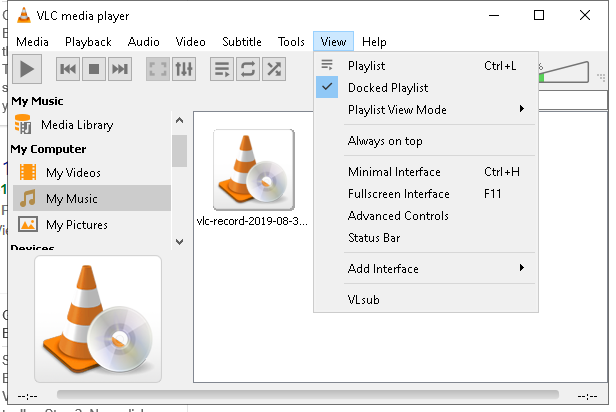 VLC media player
Media Playback Audio Video Subtitle Tools View Help
%
My Music
Media Library
My Computer
My Videos
My Music
My Pictures
Devices
vlc-record-2019-08-3...
Playlist Ctrl+L
Docked Playlist
Playlist View Mode
Always on top
Minimal Interface Ctrl+H
Fullscreen Interface F11
Advanced Controls
Status Bar
Add Interface
VLsub
--:-- --:--